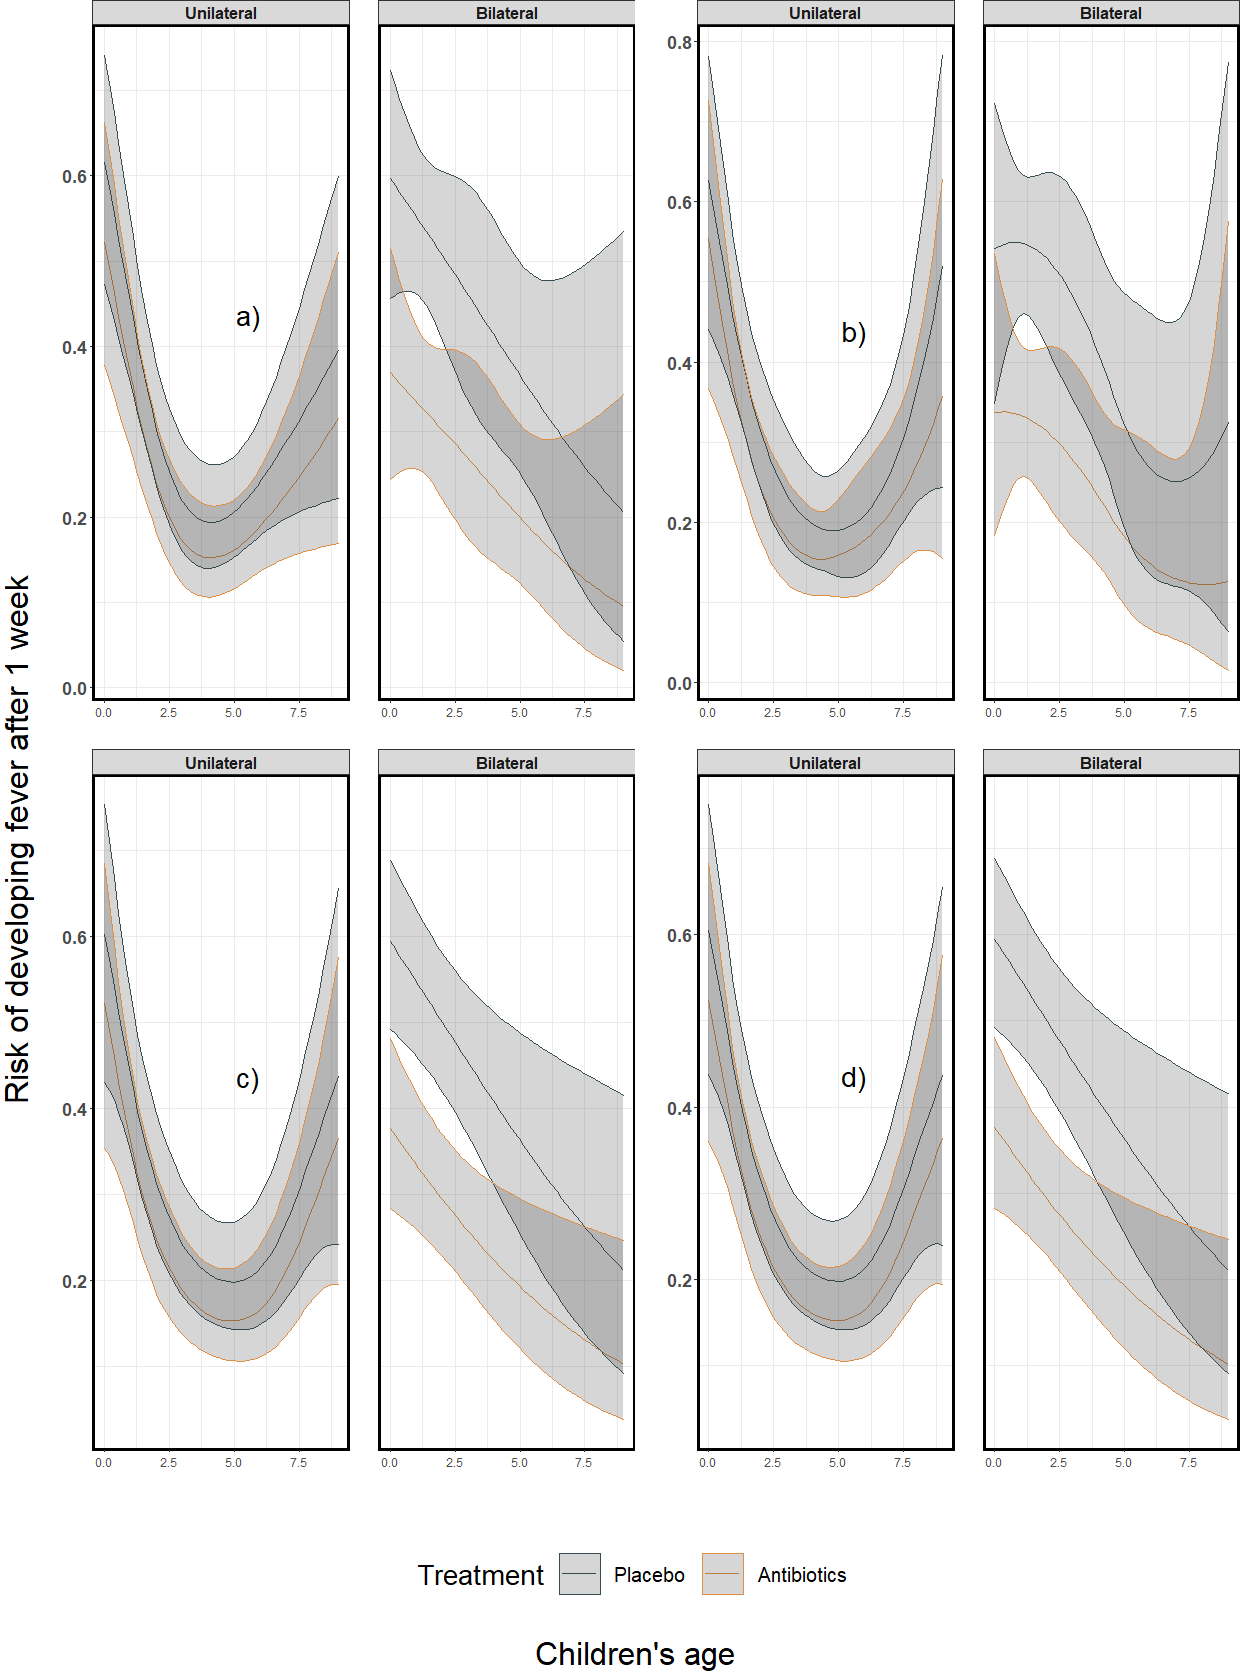 Unilateral Bilateral Unilateral Bilateral
0.8
0.6 0.6
0.4 a) 0.4 b)
0.2 0.2
0.0 0.0
0.0 2.5 5.0 7.5 0.0 2.5 5.0 7.5 0.0 2.5 5.0 7.5 0.0 2.5 5.0 7.5
Risk of developing fever after 1 week
Unilateral Bilateral Unilateral Bilateral
0.6 0.6
0.4 c) 0.4 d)
0.2 0.2
0.0 2.5 5.0 7.5 0.0 2.5 5.0 7.5 0.0 2.5 5.0 7.5 0.0 2.5 5.0 7.5
Treatment Placebo Antibiotics
Children's age